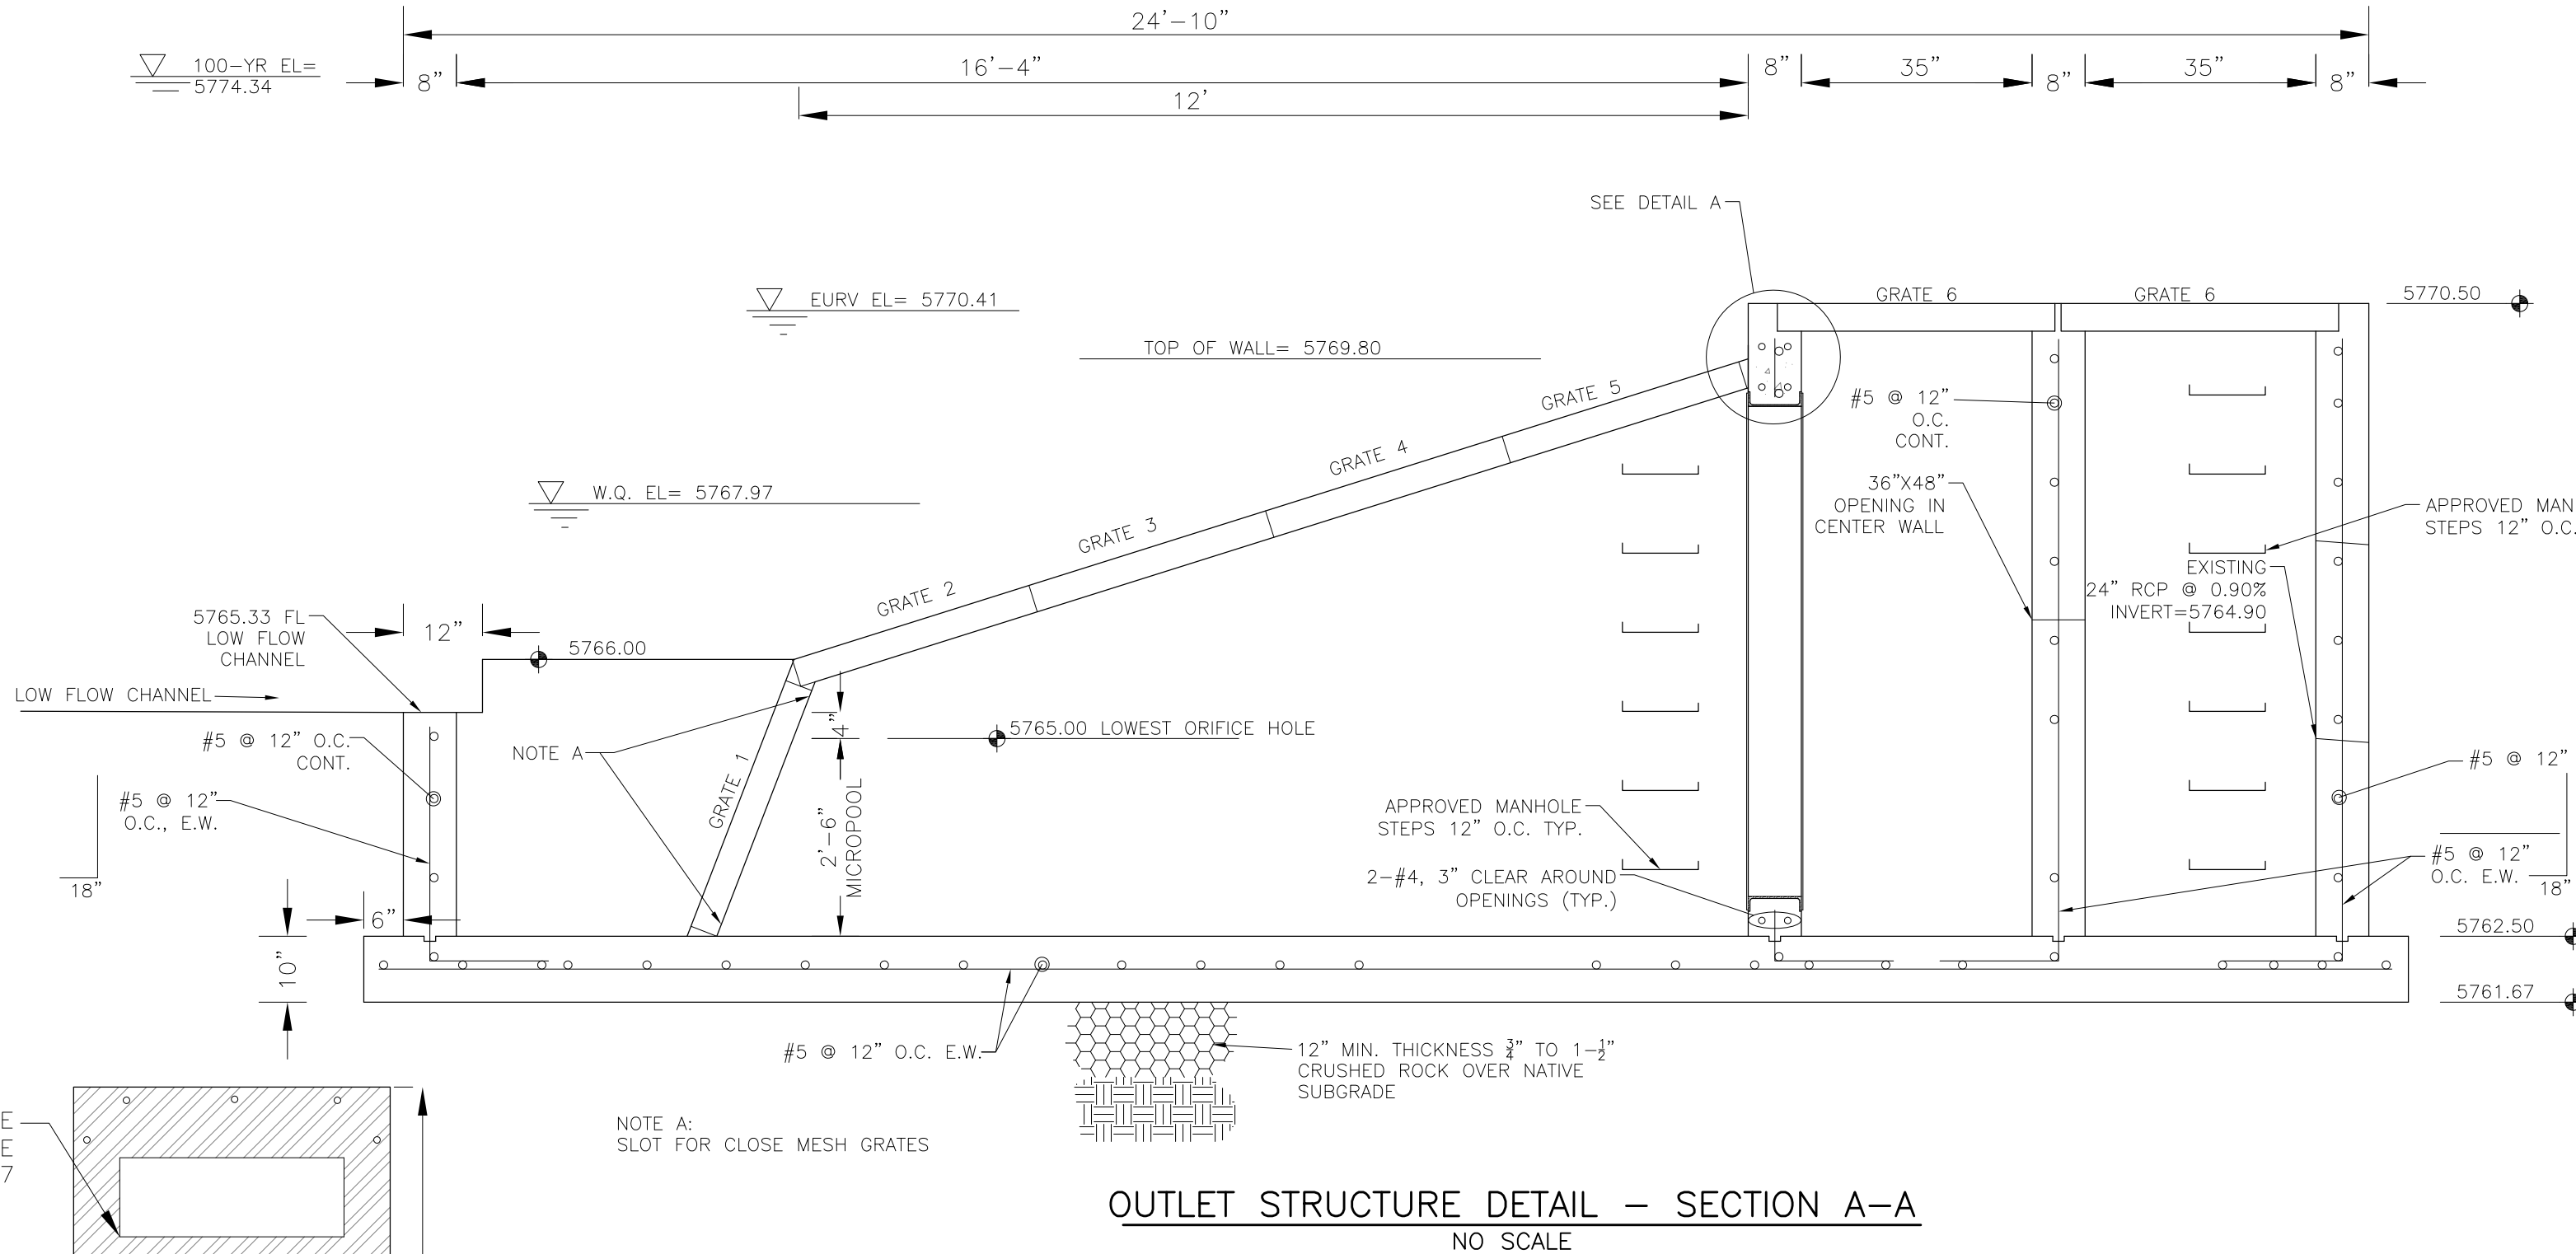 24'-10"
100-YR EL=
5774.34
8"
16'-4"
8"
35"
8"
35"
8"
12'
SEE DETAIL A
EURV EL= 5770.41
GRATE 6
GRATE 6
5770.50
TOP OF WALL= 5769.80
GRATE 5
#5 @ 12"
O.C.
CONT.
GRATE 4
W.Q. EL= 5767.97
36"X48"
OPENING IN
CENTER WALL
APPROVED MAN
STEPS 12" O.C.
GRATE 3
EXISTING
24" RCP @ 0.90%
INVERT=5764.90
GRATE 2
5765.33 FL
LOW FLOW
CHANNEL
12"
5766.00
LOW FLOW CHANNEL
4"
5765.00 LOWEST ORIFICE HOLE
#5 @ 12" O.C.
CONT.
NOTE A
GRATE 1
#5 @ 12"
#5 @ 12"
O.C., E.W.
2'-6"
MICROPOOL
APPROVED MANHOLE
STEPS 12" O.C. TYP.
2-#4, 3" CLEAR AROUND
OPENINGS (TYP.)
#5 @ 12"
O.C. E.W.
18"
18"
6"
5762.50
10"
5761.67
#5 @ 12" O.C. E.W.
12" MIN. THICKNESS 3/4" TO 1-1/2"
CRUSHED ROCK OVER NATIVE
SUBGRADE
E
E
7
NOTE A:
SLOT FOR CLOSE MESH GRATES
OUTLET STRUCTURE DETAIL - SECTION A-A
NO SCALE